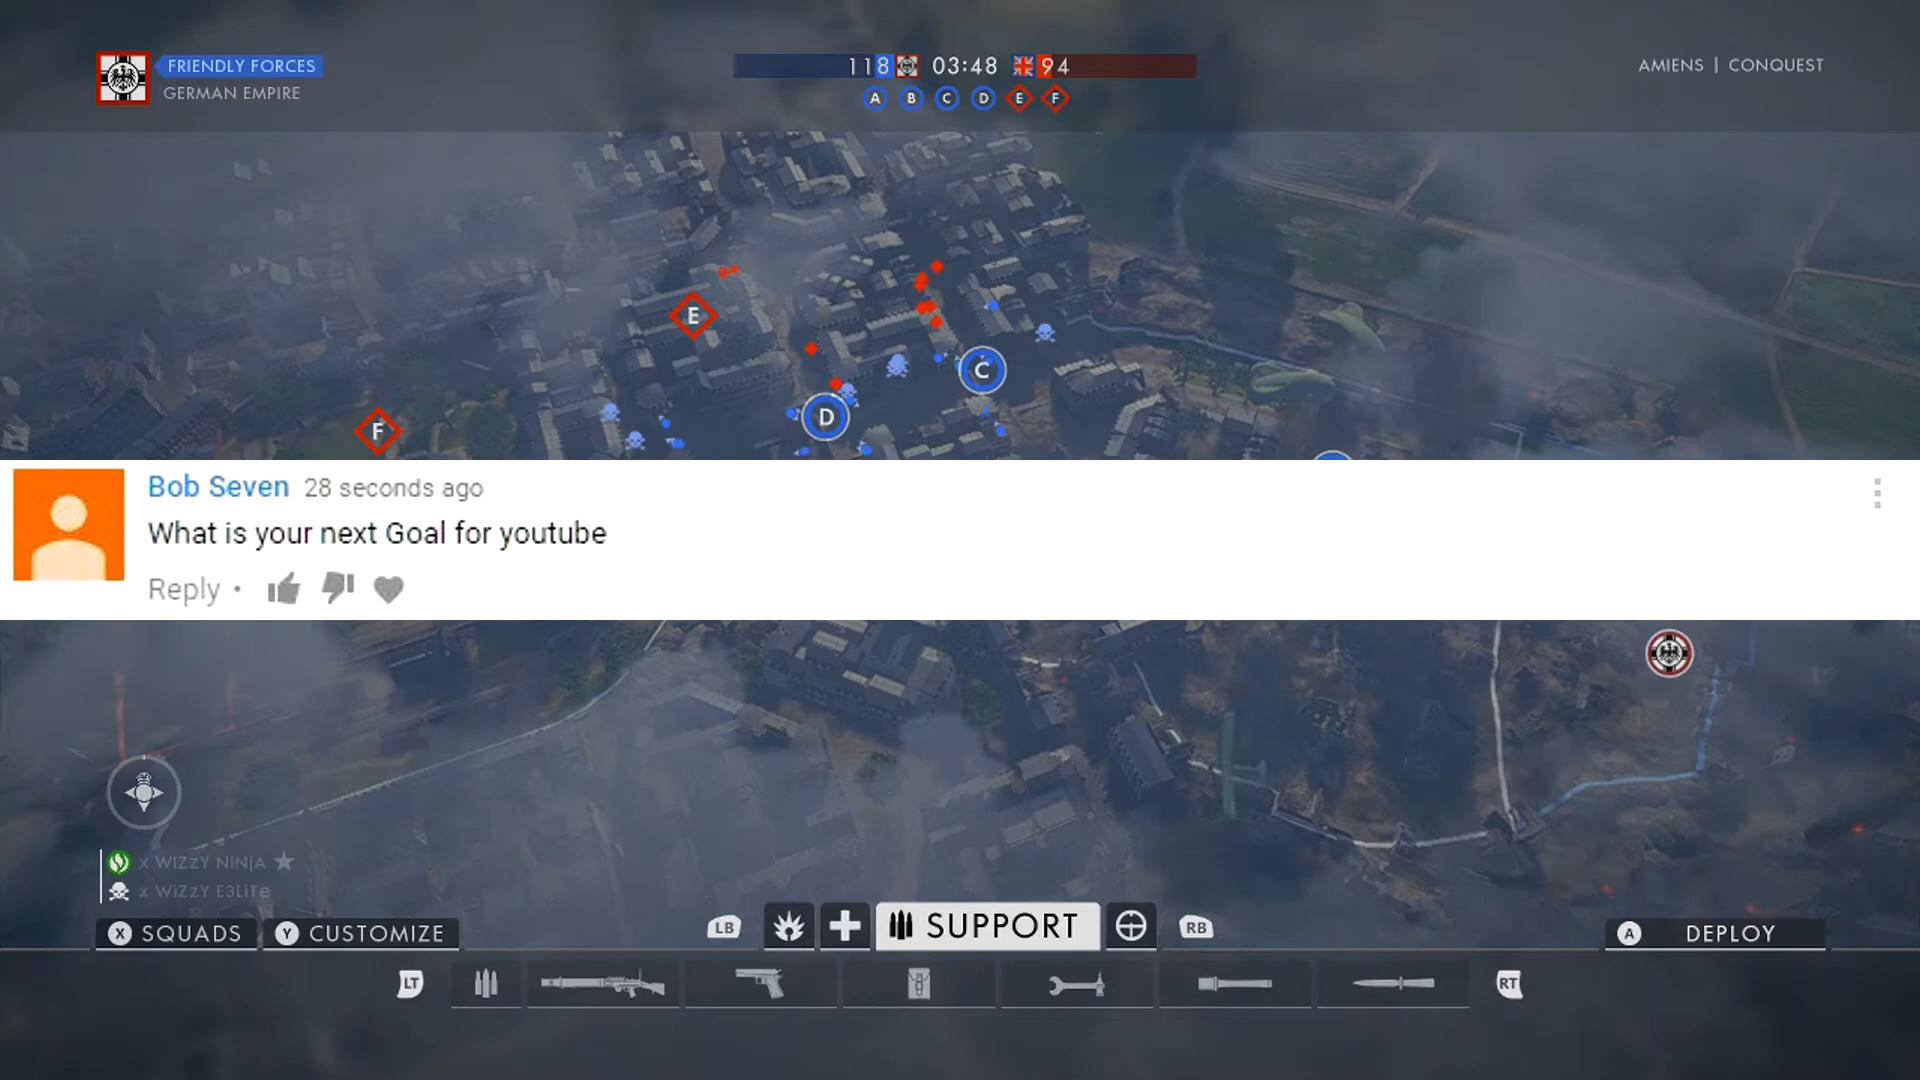 FRIENDLY FORCES
GERMAN EMPIRE
118 03:48 94
A B C D E F
AMIENS | CONQUEST
E
C
D
F
Bob Seven 28 seconds ago
What is your next Goal for youtube
Reply •
x WIZzY NiNjA
x WiZzY E3LiTe
X SQUADS Y CUSTOMIZE
LB SUPPORT RB
A DEPLOY
LT RT